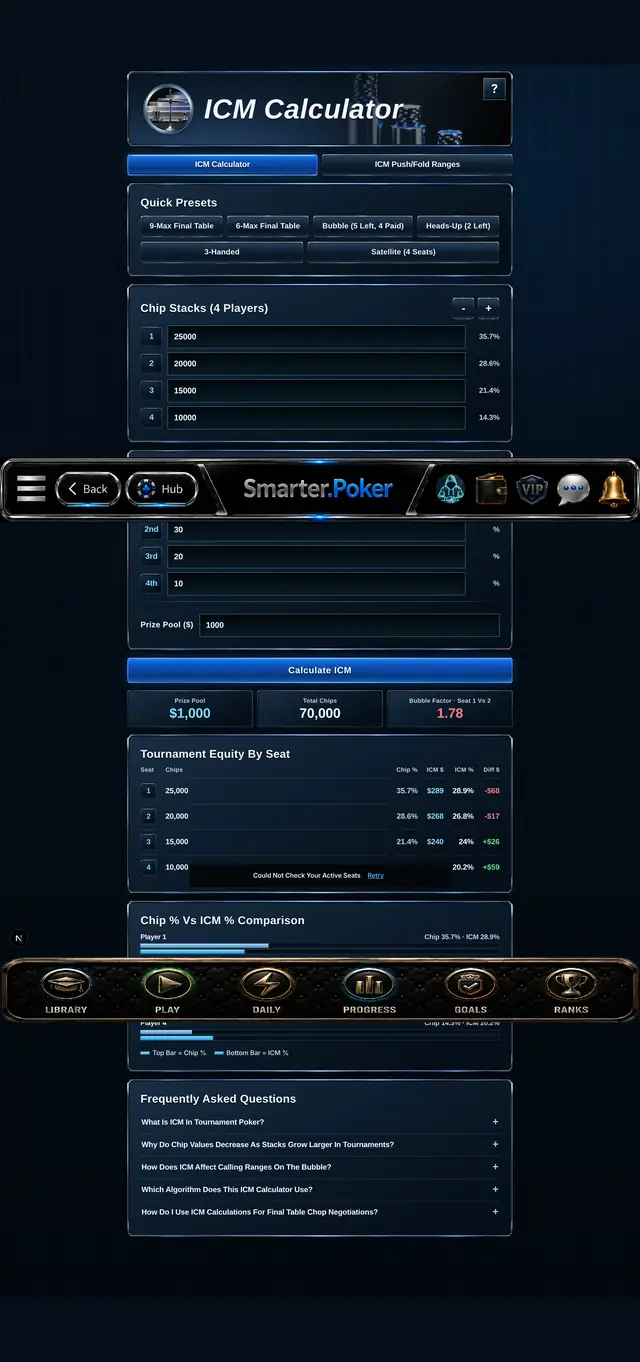 ICM Calculator
?
ICM Calculator
ICM Push/Fold Ranges
Quick Presets
9-Max Final Table
6-Max Final Table
Bubble (5 Left, 4 Paid)
Heads-Up (2 Left)
3-Handed
Satellite (4 Seats)
Chip Stacks (4 Players)
- +
1 25000 35.7%
2 20000 28.6%
3 15000 21.4%
4 10000 14.3%
Back
Hub
Smarter.Poker
VIP
2nd 30 %
3rd 20 %
4th 10 %
Prize Pool ($) 1000
Calculate ICM
Prize Pool
$1,000
Total Chips
70,000
Bubble Factor · Seat 1 Vs 2
1.78
Tournament Equity By Seat
Seat Chips Chip % ICM $ ICM % Diff $
1 25,000 35.7% $289 28.9% -$68
2 20,000 28.6% $268 26.8% -$17
3 15,000 21.4% $240 24% +$26
4 10,000 20.2% +$59
Could Not Check Your Active Seats Retry
Chip % Vs ICM % Comparison
N
Player 1 Chip 35.7% · ICM 28.9%
LIBRARY
PLAY
DAILY
PROGRESS
GOALS
RANKS
Player 4 Chip 14.3% · ICM 20.2%
Top Bar = Chip % Bottom Bar = ICM %
Frequently Asked Questions
What Is ICM In Tournament Poker? +
Why Do Chip Values Decrease As Stacks Grow Larger In Tournaments? +
How Does ICM Affect Calling Ranges On The Bubble? +
Which Algorithm Does This ICM Calculator Use? +
How Do I Use ICM Calculations For Final Table Chop Negotiations? +